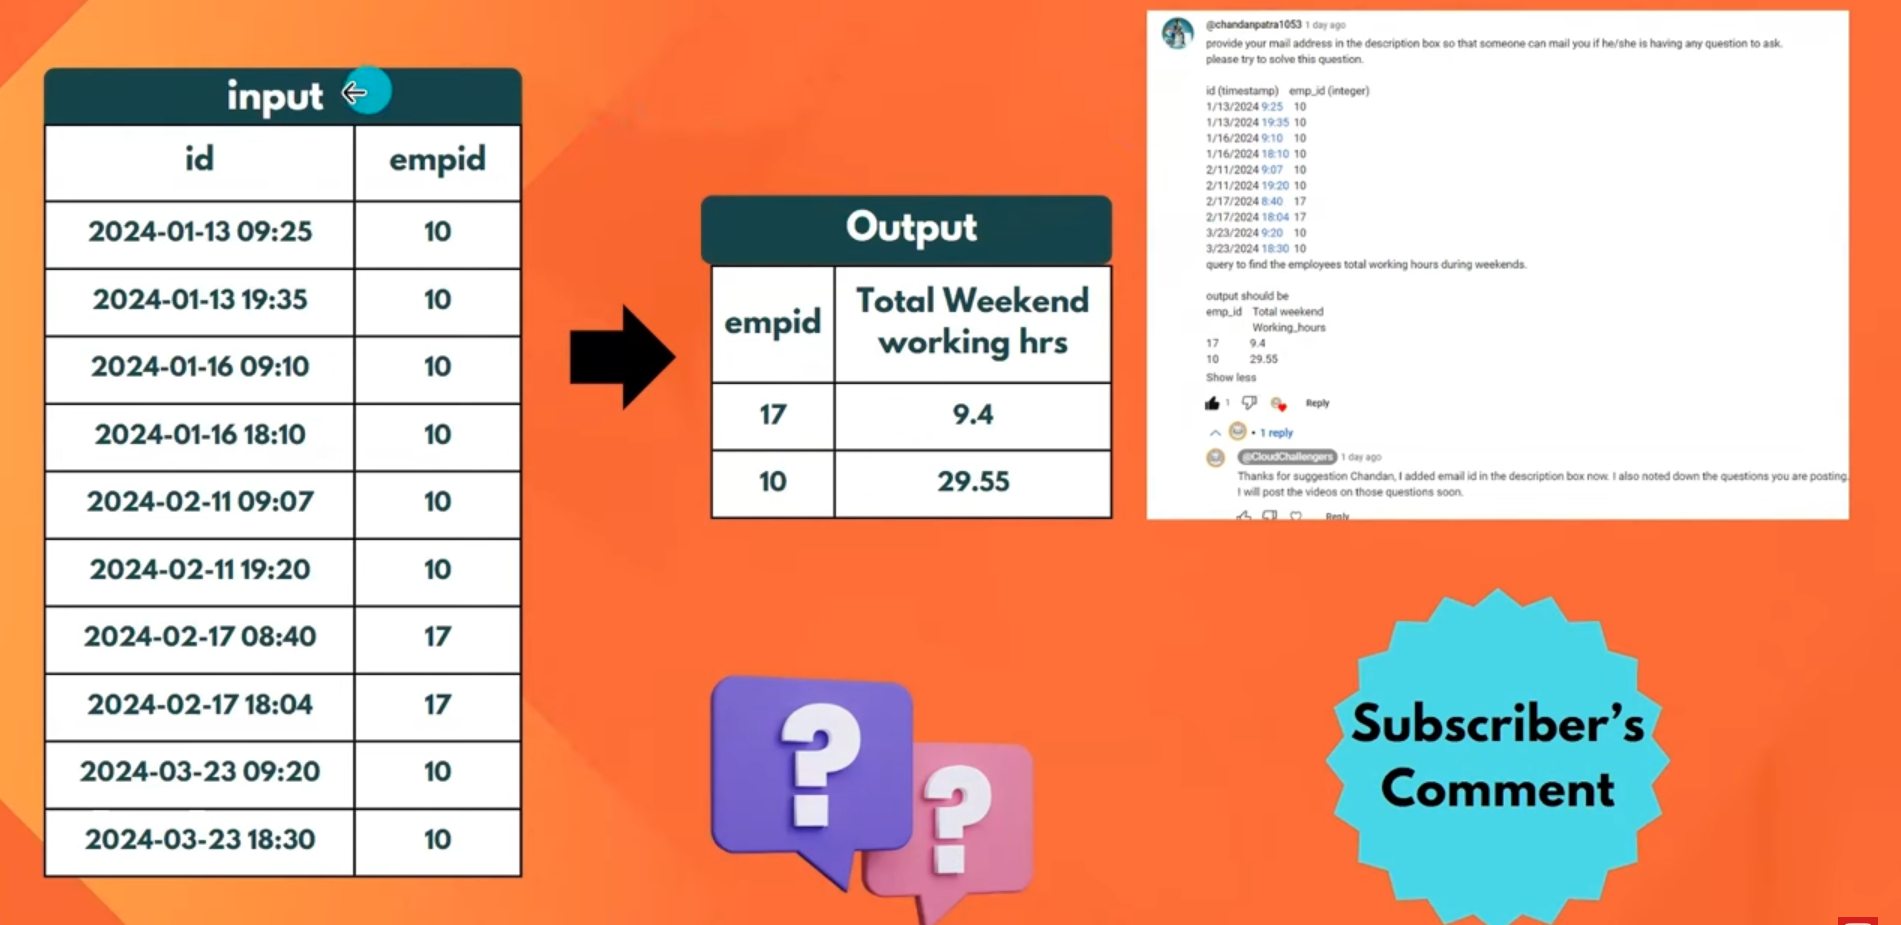 input
id empid
2024-01-13 09:25 10
2024-01-13 19:35 10
2024-01-16 09:10 10
2024-01-16 18:10 10
2024-02-11 09:07 10
2024-02-11 19:20 10
2024-02-17 08:40 17
2024-02-17 18:04 17
2024-03-23 09:20 10
2024-03-23 18:30 10
Output
empid Total Weekend
working hrs
17 9.4
10 29.55
@chandanpatra1053 1 day ago
provide your mail address in the description box so that someone can mail you if he/she is having any question to ask.
please try to solve this question.
id (timestamp) emp_id (integer)
1/13/2024 9:25 10
1/13/2024 19:35 10
1/16/2024 9:10 10
1/16/2024 18:10 10
2/11/2024 9:07 10
2/11/2024 19:20 10
2/17/2024 8:40 17
2/17/2024 18:04 17
3/23/2024 9:20 10
3/23/2024 18:30 10
query to find the employees total working hours during weekends.
output should be
emp_id Total weekend
Working_hours
17 9.4
10 29.55
Show less
1 Reply
• 1 reply
@CloudChallengers 1 day ago
Thanks for suggestion Chandan, I added email id in the description box now. I also noted down the questions you are posting.
I will post the videos on those questions soon.
Reply
? ?
Subscriber's
Comment